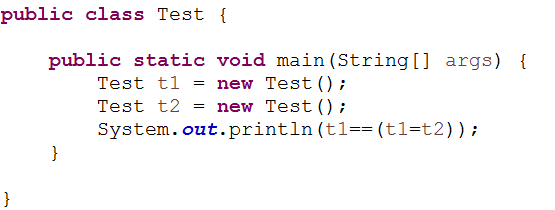 public class Test {
public static void main(String[] args) {
Test t1 = new Test();
Test t2 = new Test();
System.out.println(t1==(t1=t2));
}
}